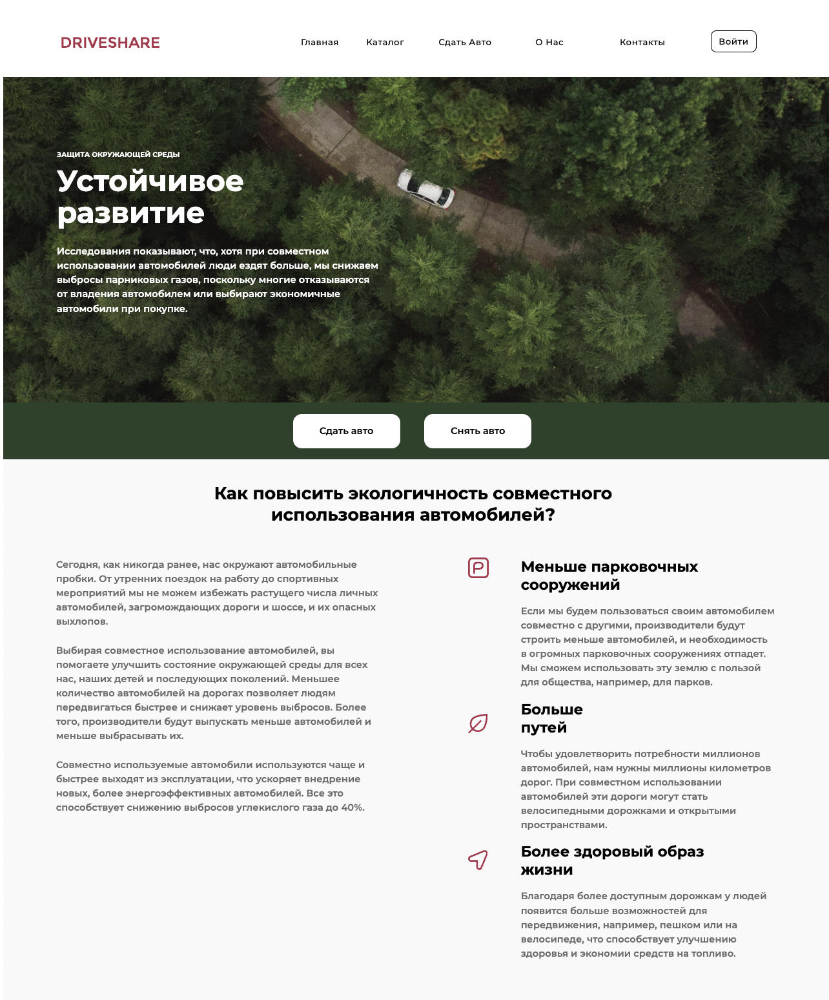 DRIVESHARE
Главная
Каталог
Сдать Авто
О Нас
Контакты
Войти
ЗАЩИТА ОКРУЖАЮЩЕЙ СРЕДЫ
Устойчивое
развитие
Исследования показывают, что, хотя при совместном
использовании автомобилей люди ездят больше, мы снижаем
выбросы парниковых газов, поскольку многие отказываются
от владения автомобилем или выбирают экономичные
автомобили при покупке.
Сдать авто
Снять авто
Как повысить экологичность совместного
использования автомобилей?
Сегодня, как никогда ранее, нас окружают автомобильные
пробки. От утренних поездок на работу до спортивных
мероприятий мы не можем избежать растущего числа личных
автомобилей, загромождающих дороги и шоссе, и их опасных
выхлопов.
Выбирая совместное использование автомобилей, вы
помогаете улучшить состояние окружающей среды для всех
нас, наших детей и последующих поколений. Меньшее
количество автомобилей на дорогах позволяет людям
передвигаться быстрее и снижает уровень выбросов. Более
того, производители будут выпускать меньше автомобилей и
меньше выбрасывать их.
Совместно используемые автомобили используются чаще и
быстрее выходят из эксплуатации, что ускоряет внедрение
новых, более энергоэффективных автомобилей. Все это
способствует снижению выбросов углекислого газа до 40%.
P
Меньше парковочных
сооружений
Если мы будем пользоваться своим автомобилем
совместно с другими, производители будут
строить меньше автомобилей, и необходимость
в огромных парковочных сооружениях отпадет.
Мы сможем использовать эту землю с пользой
для общества, например, для парков.
Больше
путей
Чтобы удовлетворить потребности миллионов
автомобилей, нам нужны миллионы километров
дорог. При совместном использовании
автомобилей эти дороги могут стать
велосипедными дорожками и открытыми
пространствами.
Более здоровый образ
жизни
Благодаря более доступным дорожкам у людей
появится больше возможностей для
передвижения, например, пешком или на
велосипеде, что способствует улучшению
здоровья и экономии средств на топливо.